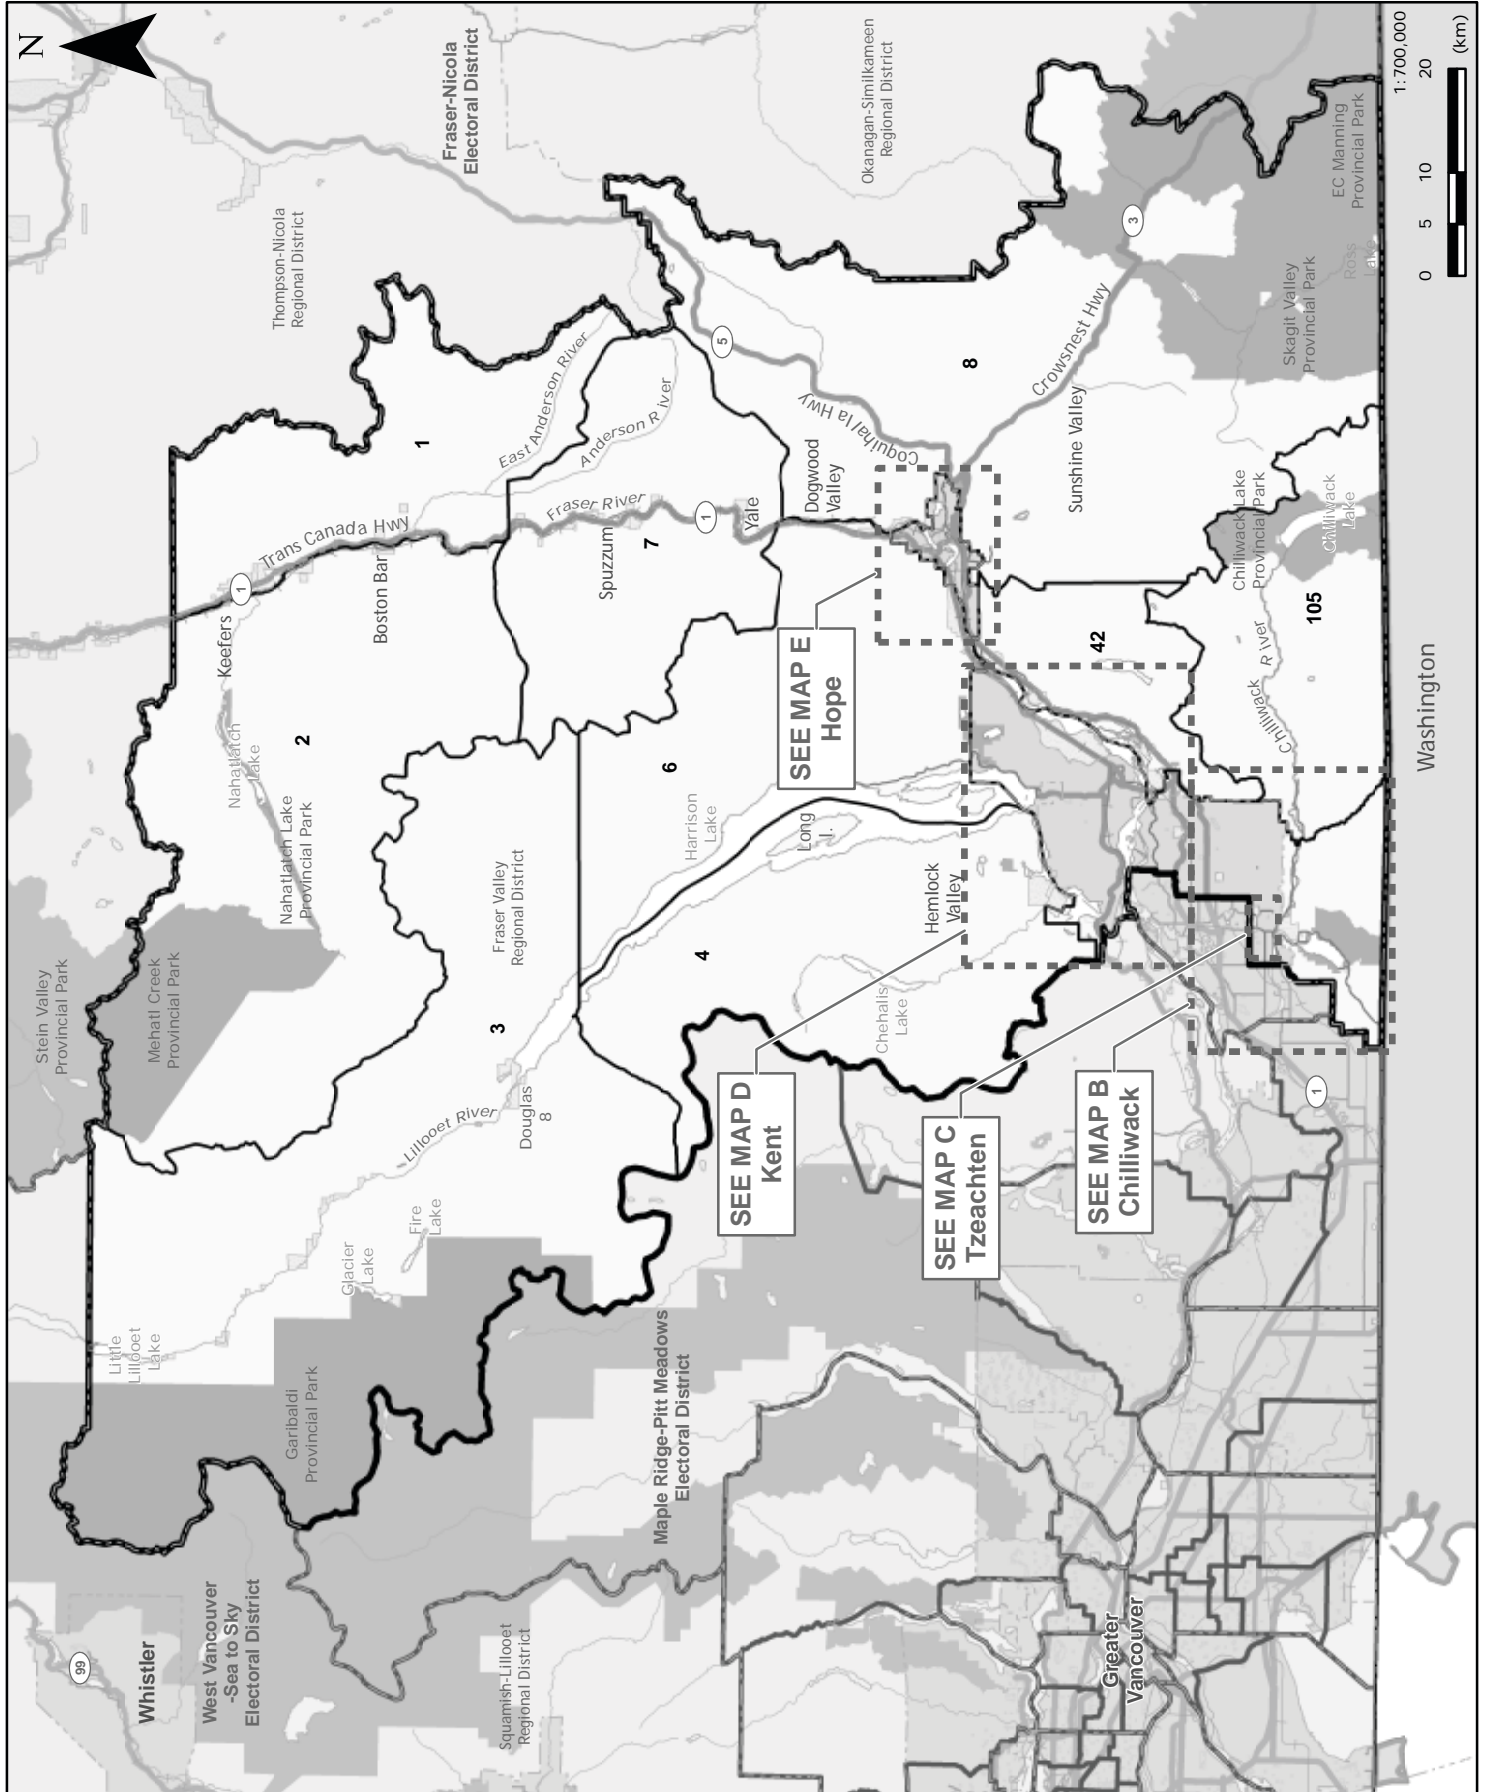 N
99
Whistler
Stein Valley
Provincial Park
Little
Lillooet
Lake
Mehatl Creek
Provincial Park
West Vancouver
-Sea to Sky
Electoral District
Keefers
1
Nahatlatch
Lake
Thompson-Nicola
Regional District
Garibaldi
Provincial Park
Nahatlatch Lake
Provincial Park
2
Trans Canada Hwy
Glacier
Lake
Boston Bar
Fire
Lake
1
Lillooet River
Fraser-Nicola
Electoral District
3
Fraser Valley
Regional District
Squamish-Lillooet
Regional District
Douglas
8
East Anderson River
Anderson River
Fraser River
Spuzzum
7
Maple Ridge-Pitt Meadows
Electoral District
6
4
Harrison
Lake
1
5
Yale
SEE MAP D
Kent
SEE MAP E
Hope
Long
I.
Dogwood
Valley
Coquihalla Hwy
Okanagan-Similkameen
Regional District
Chehalis
Lake
Hemlock
Valley
SEE MAP C
Tzeachten
8
Crowsnest Hwy
Sunshine Valley
SEE MAP B
Chilliwack
42
3
Greater
Vancouver
Chilliwack Lake
Provincial Park
Chilliwack River
Skagit Valley
Provincial Park
1
105
Chilliwack
Lake
EC Manning
Provincial Park
Ross
Lake
Washington
1:700,000
0 5 10 20
(km)